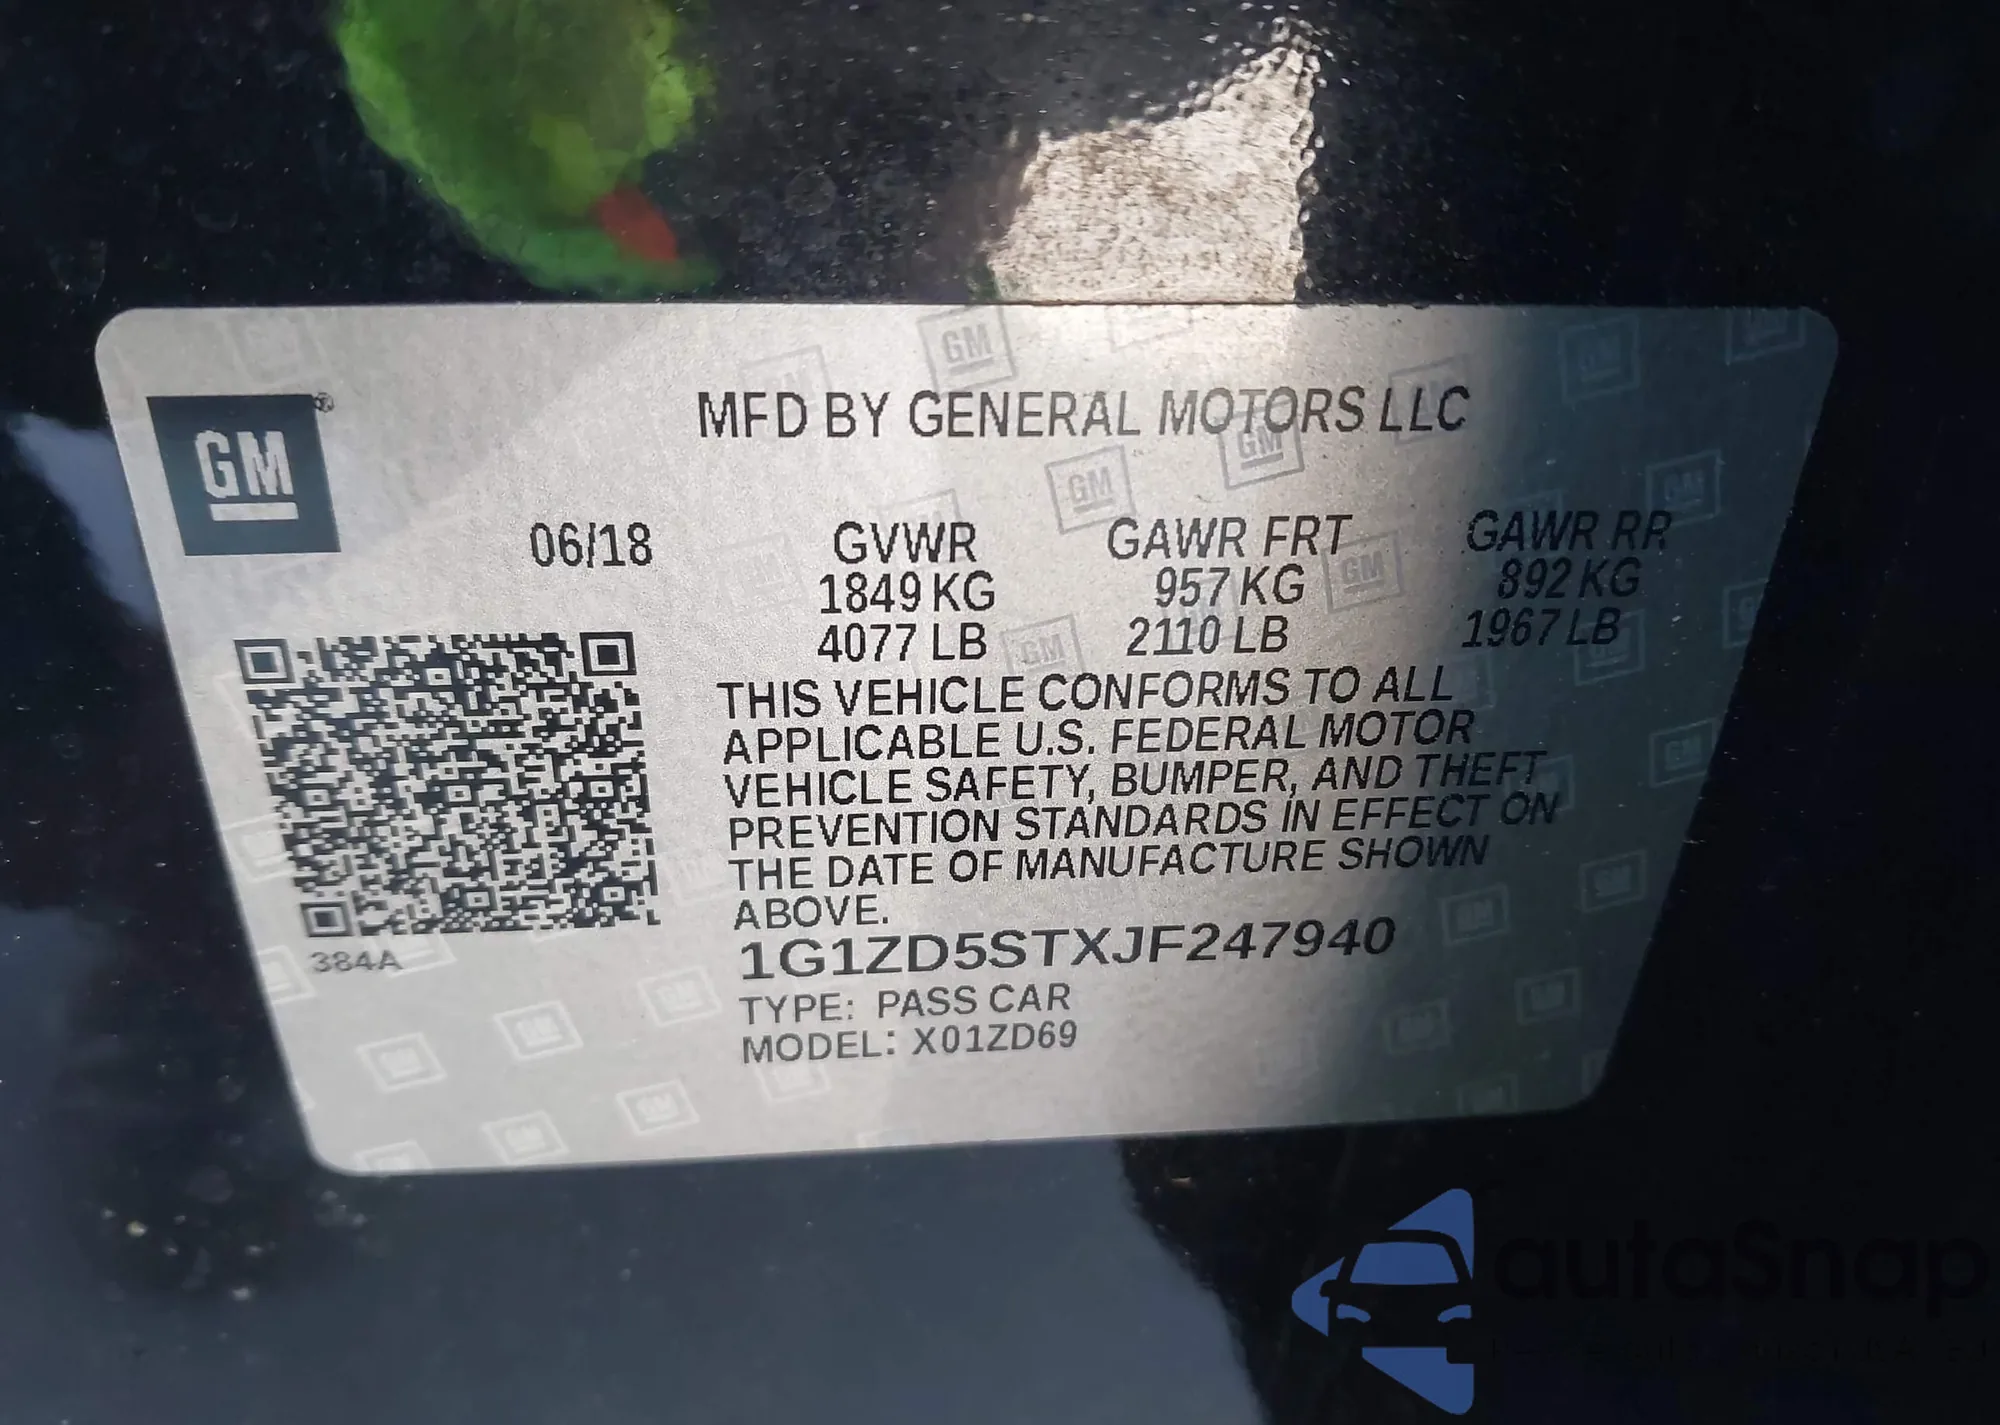 GM
MFD BY GENERAL MOTORS LLC
06/18 GVWR GAWR FRT GAWR RR
1849 KG 957 KG 892 KG
4077 LB 2110 LB 1967 LB
THIS VEHICLE CONFORMS TO ALL
APPLICABLE U.S. FEDERAL MOTOR
VEHICLE SAFETY, BUMPER, AND THEFT
PREVENTION STANDARDS IN EFFECT ON
THE DATE OF MANUFACTURE SHOWN
ABOVE.
384A
1G1ZD5STXJF247940
TYPE: PASS CAR
MODEL: X01ZD69
autoSnap